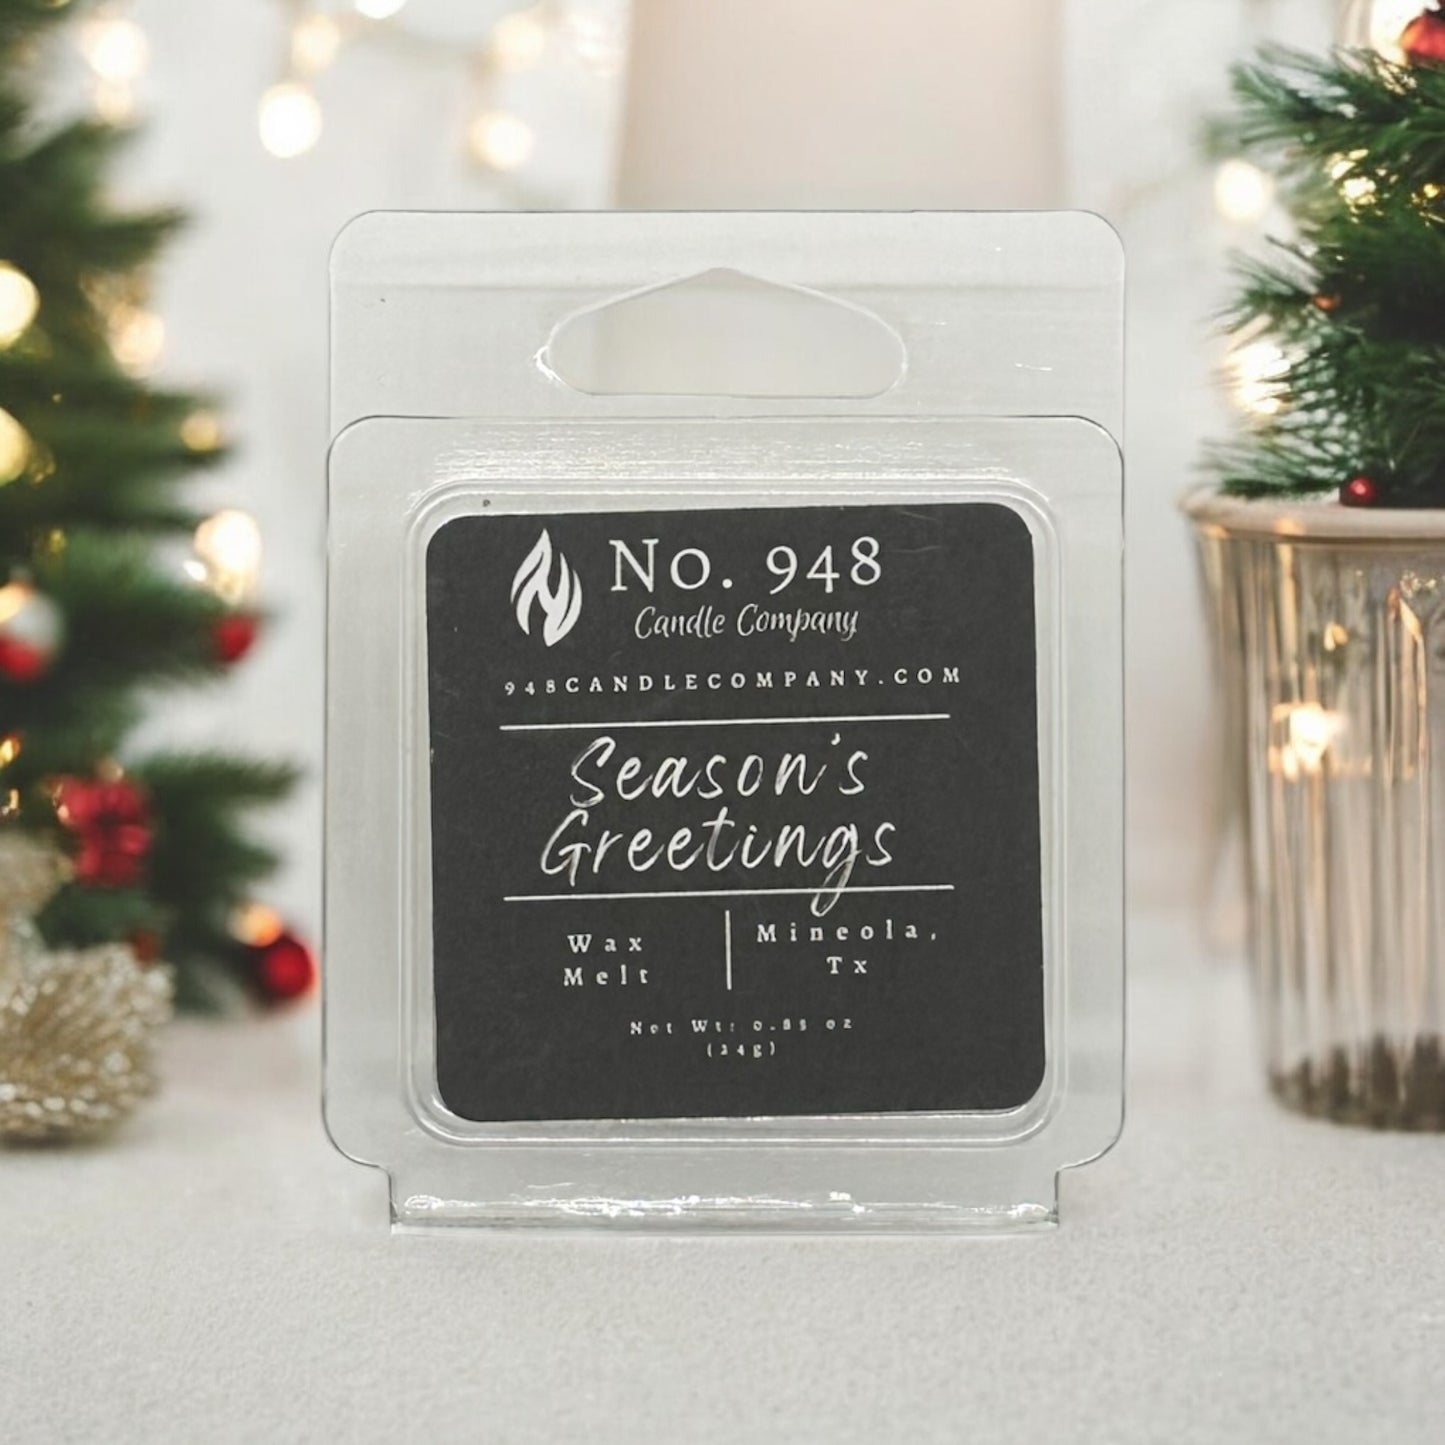 No. 948
Candle Company
948CANDLECOMPANY.COM
Season's
Greetings
Wax
Melt
Mineola,
Tx
Net Wt: 0.85 oz
(24g)